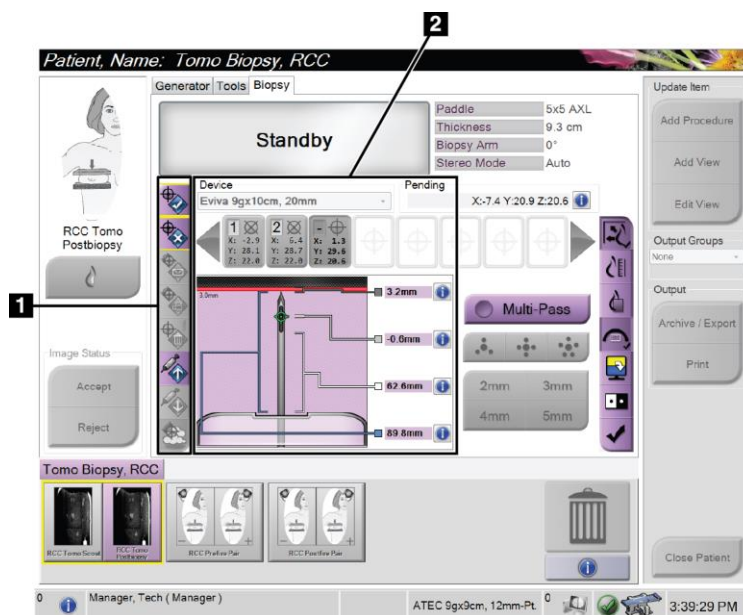 2
Patient, Name: Tomo Biopsy, RCC
Generator Tools Biopsy
Update Item
Standby
Paddle 5x5 AXL
Thickness 9.3 cm
Biopsy Arm 0°
Stereo Mode Auto
Add Procedure
Add View
Edit View
Device
Pending
Eviva 9gx10cm, 20mm
X:-7.4 Y:20.9 Z:20.6
1 2 -
X: -2.9 X: 6.4 X: 1.3
Y: 28.1 Y: 28.7 Y: 29.6
Z: 22.0 Z: 22.0 Z: 20.6
RCC Tomo
Postbiopsy
Output Groups
None
3.0mm
3.2mm
1
-0.6mm
Multi-Pass
Output
Archive / Export
Print
Image Status
Accept
Reject
62.6mm
2mm 3mm
4mm 5mm
89.8mm
Tomo Biopsy, RCC
RCC Tomo Scout
RCC Tomo
Postbiopsy
RCC Prefire Pair
RCC Postfire Pair
Close Patient
0
Manager, Tech ( Manager )
ATEC 9gx9cm, 12mm-Pt.
0
3:39:29 PM